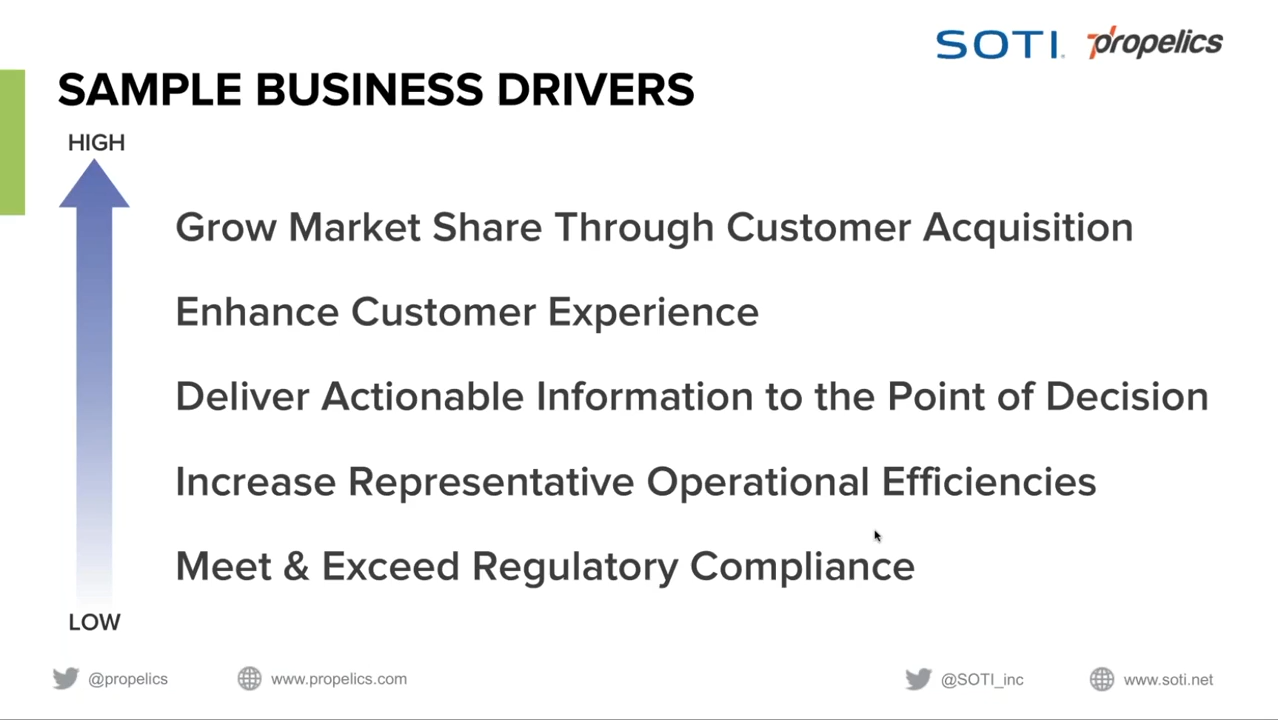 SOTI propelics
SAMPLE BUSINESS DRIVERS
HIGH
Grow Market Share Through Customer Acquisition
Enhance Customer Experience
Deliver Actionable Information to the Point of Decision
Increase Representative Operational Efficiencies
Meet & Exceed Regulatory Compliance
LOW
@propelics www.propelics.com @SOTI_inc www.soti.net